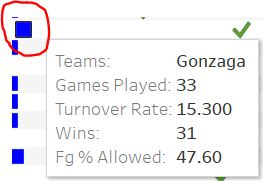 Teams: Gonzaga
Games Played: 33
Turnover Rate: 15.300
Wins: 31
Fg % Allowed: 47.60